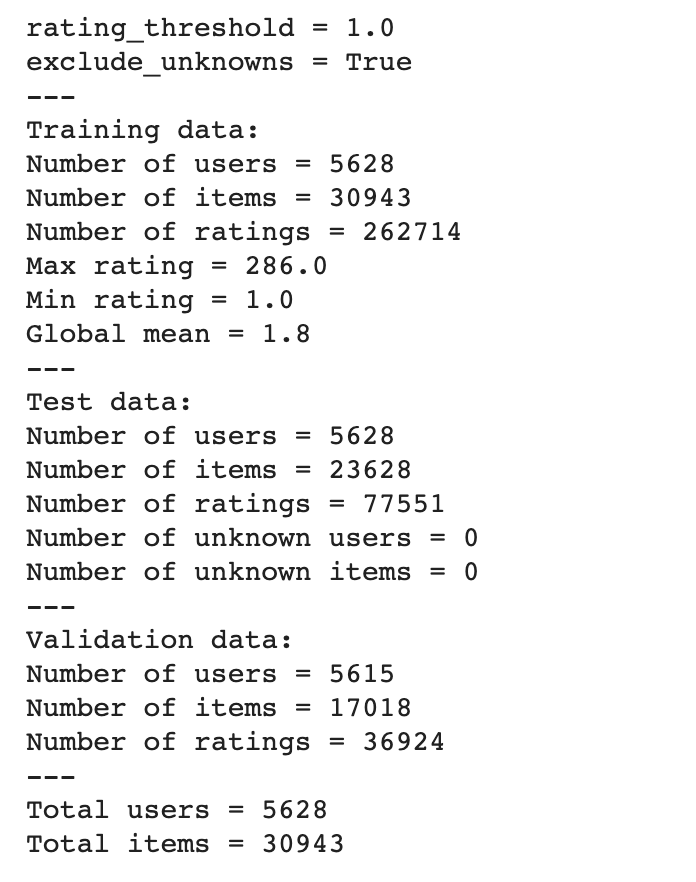 rating_threshold = 1.0
exclude_unknowns = True
---
Training data:
Number of users = 5628
Number of items = 30943
Number of ratings = 262714
Max rating = 286.0
Min rating = 1.0
Global mean = 1.8
---
Test data:
Number of users = 5628
Number of items = 23628
Number of ratings = 77551
Number of unknown users = 0
Number of unknown items = 0
---
Validation data:
Number of users = 5615
Number of items = 17018
Number of ratings = 36924
---
Total users = 5628
Total items = 30943